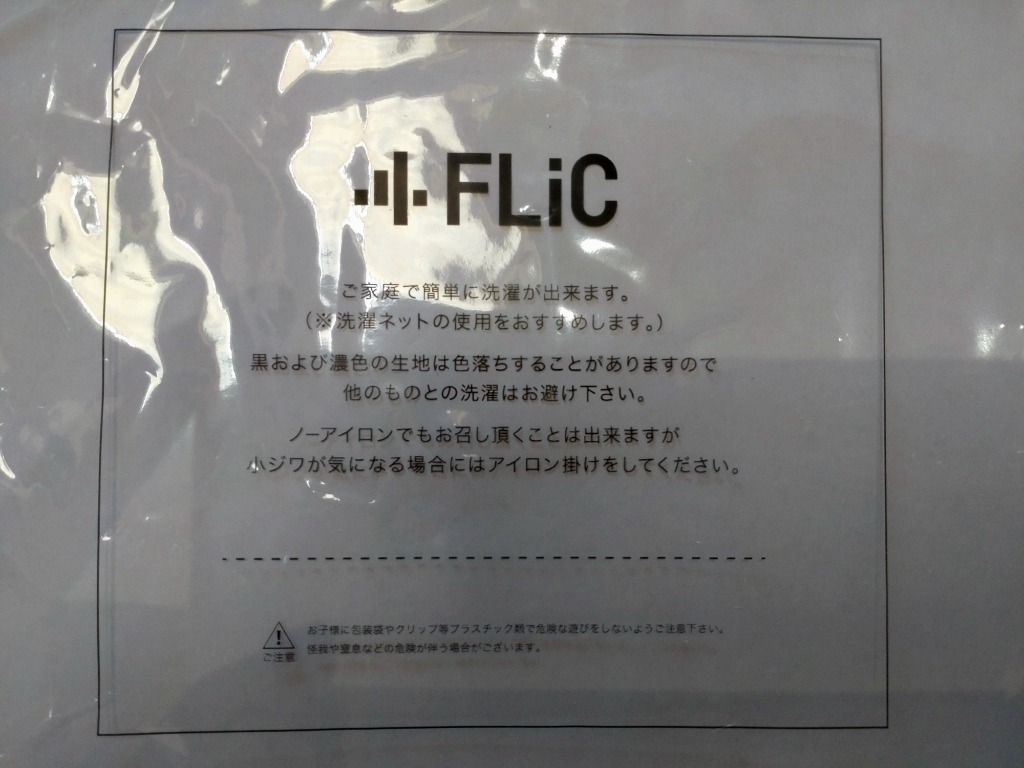 FLiC
ご家庭で簡単に洗濯が出来ます。
(※洗濯ネットの使用をおすすめします。)
黒および濃色の生地は色落ちすることがありますので
他のものとの洗濯はお避け下さい。
ノーアイロンでもお召し頂くことは出来ますが
小ジワが気になる場合にはアイロン掛けをしてください。
お子様に包装袋やクリップ等プラスチック類で危険な遊びをしないようご注意下さい。
怪我や窒息などの危険が伴う場合がございます。
ご注意